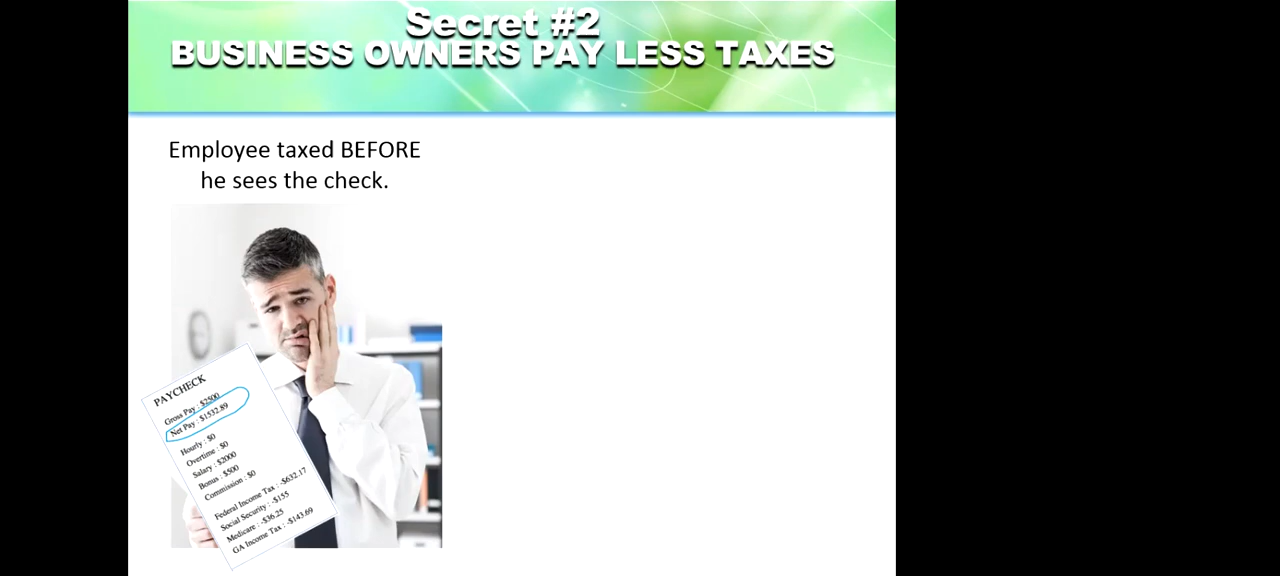 Secret #2
BUSINESS OWNERS PAY LESS TAXES
Employee taxed BEFORE
he sees the check.
PAYCHECK
Gross Pay : $2500
Net Pay : $1532.89
Hourly : $0
Overtime : $0
Salary : $2000
Bonus : $500
Commission : $0
Federal Income Tax : -$632.17
Social Security : -$155
Medicare : -$36.25
GA Income Tax : -$143.69